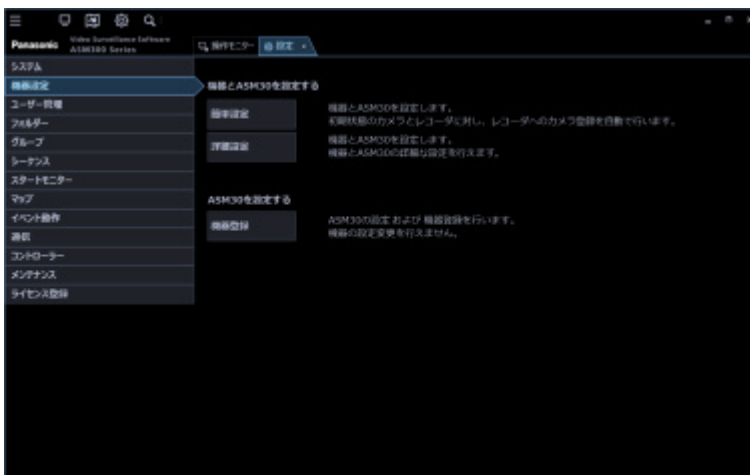 Panasonic
Video Surveillance Software
ASM300 Series
操作モニター
設定
システム
機器設定
ユーザー管理
フォルダー
グループ
シーケンス
スタートモニター
マップ
イベント動作
通信
コントローラー
メンテナンス
ライセンス登録
機器とASM30を設定する
簡単設定
機器とASM30を設定します。
初期状態のカメラとレコーダに対し、レコーダへのカメラ登録を自動で行います。
詳細設定
機器とASM30を設定します。
機器とASM30の詳細な設定を行えます。
ASM30を設定する
機器登録
ASM30の設定 および 機器登録を行います。
機器の設定変更を行えません。